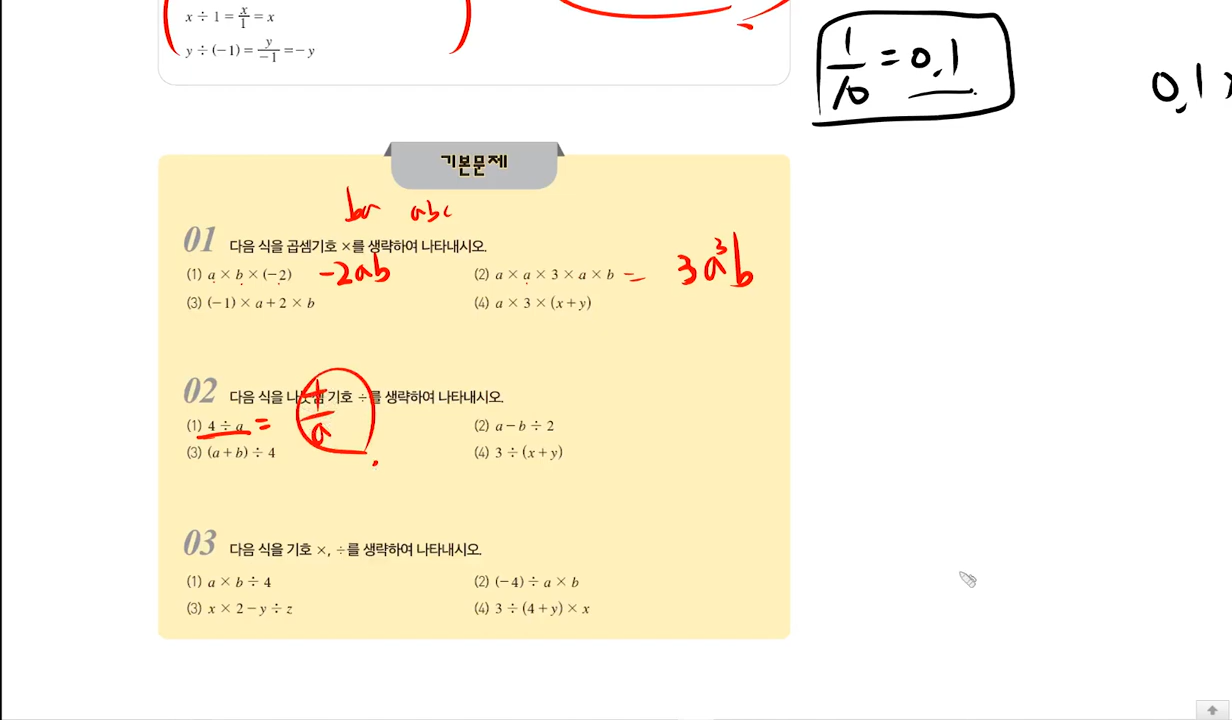 x ÷ 1 = x/1 = x
y ÷ (−1) = y/−1 = −y
1/10 = 0.1
0.1
기본문제
ba abc
01 다음 식을 곱셈기호 ×를 생략하여 나타내시오.
(1) a × b × (−2) −2ab
(2) a × a × 3 × a × b = 3a³b
(3) (−1) × a + 2 × b
(4) a × 3 × (x + y)
02 다음 식을 나눗셈 기호 ÷를 생략하여 나타내시오.
(1) 4 ÷ a = 4/a
(2) a − b ÷ 2
(3) (a + b) ÷ 4
(4) 3 ÷ (x + y)
03 다음 식을 기호 ×, ÷를 생략하여 나타내시오.
(1) a × b ÷ 4
(2) (−4) ÷ a × b
(3) x × 2 − y ÷ z
(4) 3 ÷ (4 + y) × x